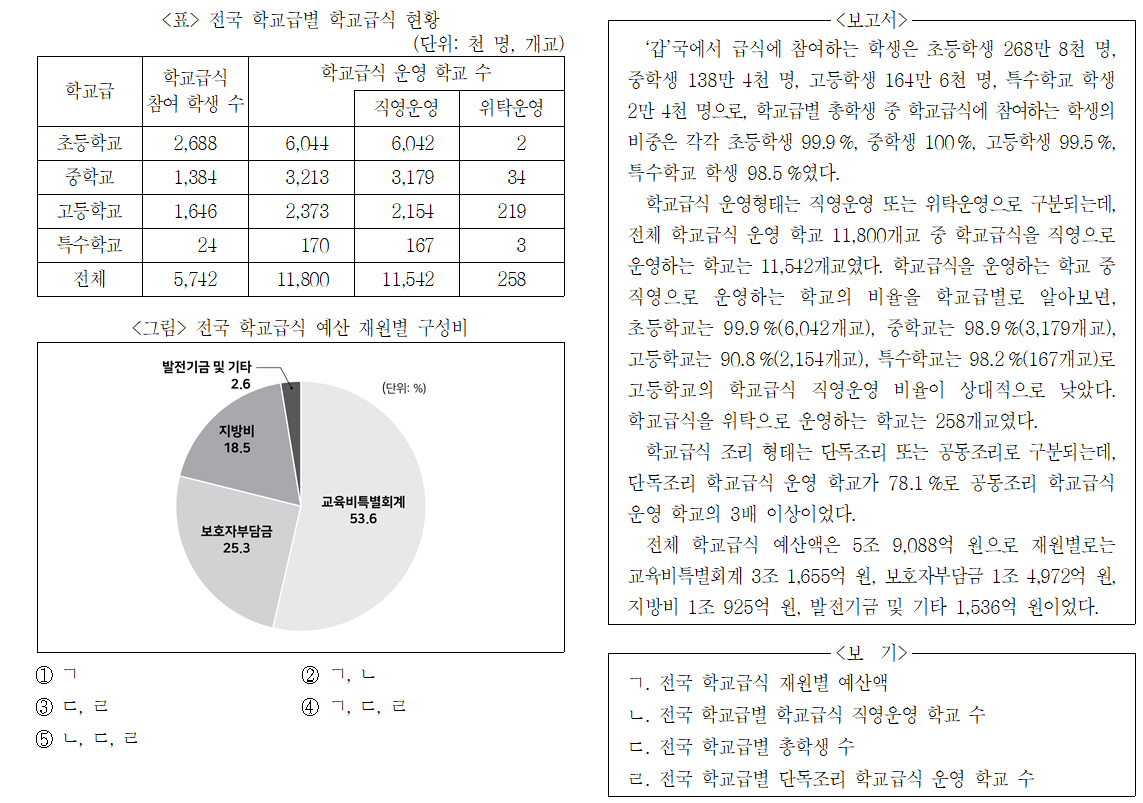 <표> 전국 학교급별 학교급식 현황
(단위: 천 명, 개교)
학교급 학교급식 참여 학생 수 학교급식 운영 학교 수
직영운영 위탁운영
초등학교 2,688 6,044 6,042 2
중학교 1,384 3,213 3,179 34
고등학교 1,646 2,373 2,154 219
특수학교 24 170 167 3
전체 5,742 11,800 11,542 258
<그림> 전국 학교급식 예산 재원별 구성비
발전기금 및 기타
2.6
(단위: %)
지방비
18.5
교육비특별회계
53.6
보호자부담금
25.3
① ㄱ
② ㄱ, ㄴ
③ ㄷ, ㄹ
④ ㄱ, ㄷ, ㄹ
⑤ ㄴ, ㄷ, ㄹ
<보고서>
‘갑’국에서 급식에 참여하는 학생은 초등학생 268만 8천 명,
중학생 138만 4천 명, 고등학생 164만 6천 명, 특수학교 학생
2만 4천 명으로, 학교급별 총학생 중 학교급식에 참여하는 학생의
비중은 각각 초등학생 99.9 %, 중학생 100 %, 고등학생 99.5 %,
특수학교 학생 98.5 %였다.
학교급식 운영형태는 직영운영 또는 위탁운영으로 구분되는데,
전체 학교급식 운영 학교 11,800개교 중 학교급식을 직영으로
운영하는 학교는 11,542개교였다. 학교급식을 운영하는 학교 중
직영으로 운영하는 학교의 비율을 학교급별로 알아보면,
초등학교는 99.9 %(6,042개교), 중학교는 98.9 %(3,179개교),
고등학교는 90.8 %(2,154개교), 특수학교는 98.2 %(167개교)로
고등학교의 학교급식 직영운영 비율이 상대적으로 낮았다.
학교급식을 위탁으로 운영하는 학교는 258개교였다.
학교급식 조리 형태는 단독조리 또는 공동조리로 구분되는데,
단독조리 학교급식 운영 학교가 78.1 %로 공동조리 학교급식
운영 학교의 3배 이상이었다.
전체 학교급식 예산액은 5조 9,088억 원으로 재원별로는
교육비특별회계 3조 1,655억 원, 보호자부담금 1조 4,972억 원,
지방비 1조 925억 원, 발전기금 및 기타 1,536억 원이었다.
<보 기>
ㄱ. 전국 학교급식 재원별 예산액
ㄴ. 전국 학교급별 학교급식 직영운영 학교 수
ㄷ. 전국 학교급별 총학생 수
ㄹ. 전국 학교급별 단독조리 학교급식 운영 학교 수